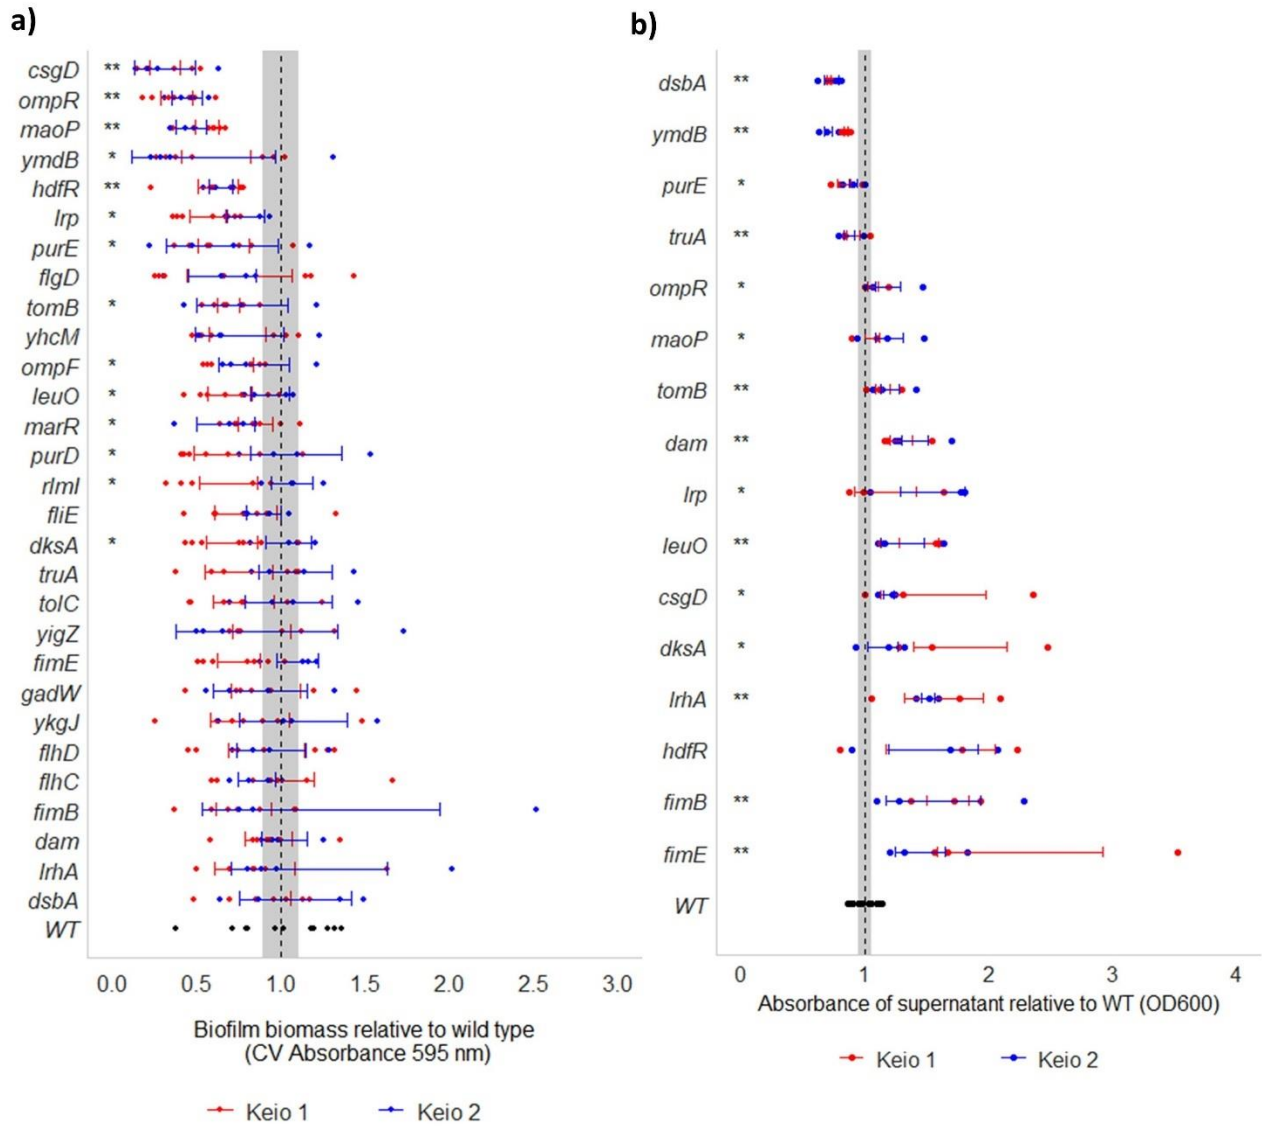 a)
csgD **
ompR **
maoP **
ymdB *
hdfR **
lrp *
purE *
flgD
tomB *
yhcM
ompF *
leuO *
marR *
purD *
rlmI *
fliE
dksA *
truA
tolC
yigZ
fimE
gadW
ykgJ
flhD
flhC
fimB
dam
lrhA
dsbA
WT
0.0 0.5 1.0 1.5 2.0 2.5 3.0
Biofilm biomass relative to wild type
(CV Absorbance 595 nm)
Keio 1 Keio 2
b)
dsbA **
ymdB **
purE *
truA **
ompR *
maoP *
tomB **
dam **
lrp *
leuO **
csgD *
dksA *
lrhA **
hdfR
fimB **
fimE **
WT
0 1 2 3 4
Absorbance of supernatant relative to WT (OD600)
Keio 1 Keio 2